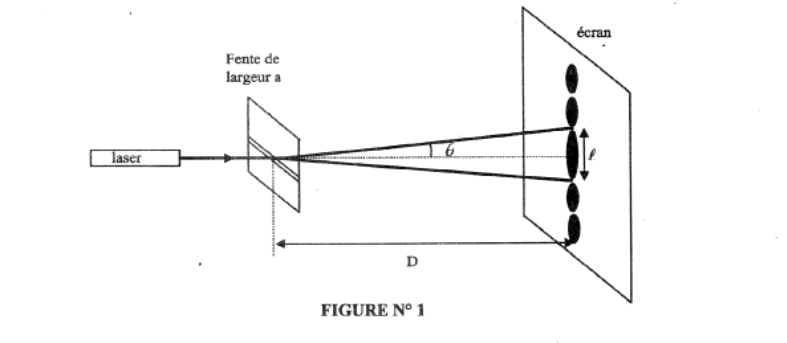 écran
Fente de
largeur a
laser
θ
ℓ
D
FIGURE N° 1